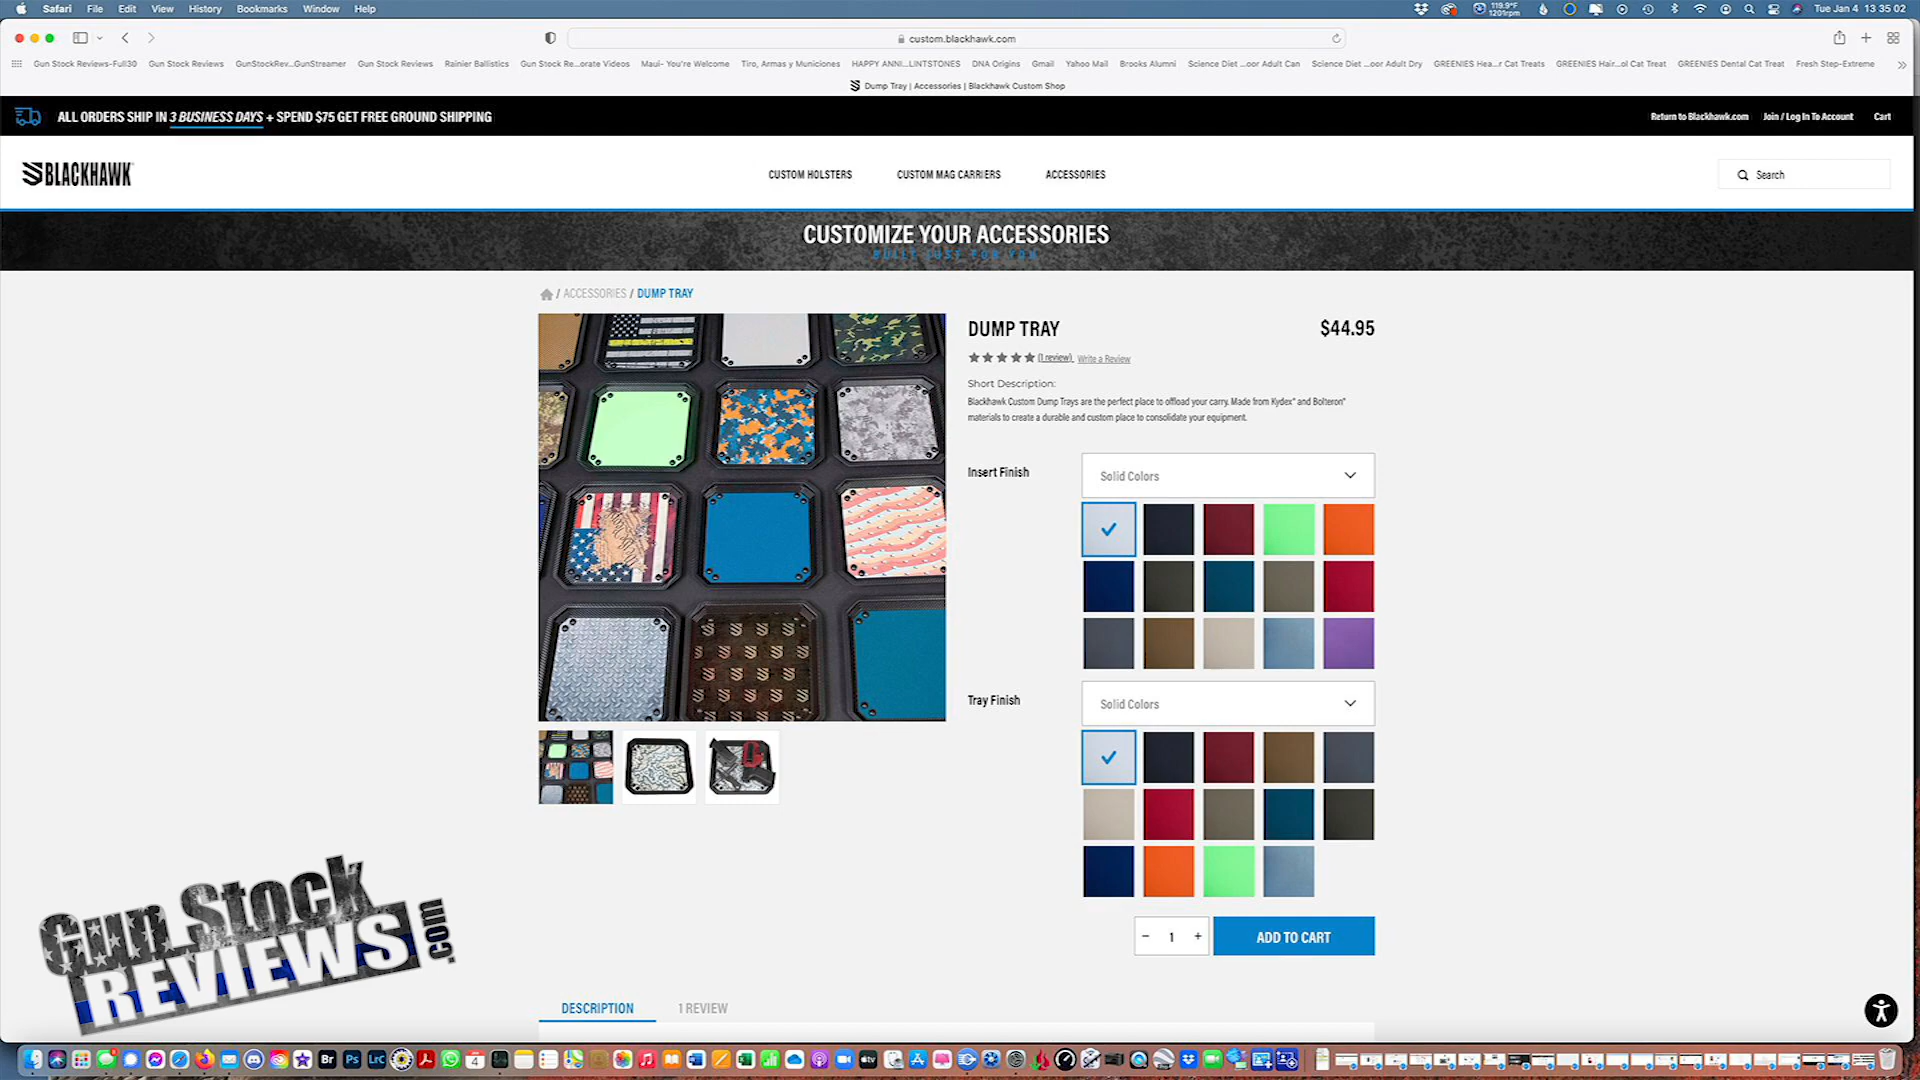 Safari File Edit View History Bookmarks Window Help
119.9°F
1201rpm
Tue Jan 4 13 35 02
custom.blackhawk.com
Gun Stock Reviews-Full30 Gun Stock Reviews GunStockRev...GunStreamer Gun Stock Reviews Rainier Ballistics Gun Stock Re...orate Videos Maui- You're Welcome Tiro, Armas y Municiones HAPPY ANNI...LINTSTONES DNA Origins Gmail Yahoo Mail Brooks Alumni Science Diet ...oor Adult Can Science Diet ...oor Adult Dry GREENIES Hea...r Cat Treats GREENIES Hair...ol Cat Treat GREENIES Dental Cat Treat Fresh Step-Extreme
Dump Tray | Accessories | Blackhawk Custom Shop
ALL ORDERS SHIP IN 3 BUSINESS DAYS + SPEND $75 GET FREE GROUND SHIPPING
Return to Blackhawk.com Join / Log In To Account Cart
BLACKHAWK
CUSTOM HOLSTERS CUSTOM MAG CARRIERS ACCESSORIES
Search
CUSTOMIZE YOUR ACCESSORIES
BUILT JUST FOR YOU
/ ACCESSORIES / DUMP TRAY
DUMP TRAY $44.95
(1 review) Write a Review
Short Description:
Blackhawk Custom Dump Trays are the perfect place to offload your carry. Made from Kydex® and Bolteron®
materials to create a durable and custom place to consolidate your equipment.
Insert Finish Solid Colors
Tray Finish Solid Colors
− 1 + ADD TO CART
Gun Stock
REVIEWS.com
DESCRIPTION 1 REVIEW
4 Br Ps LrC